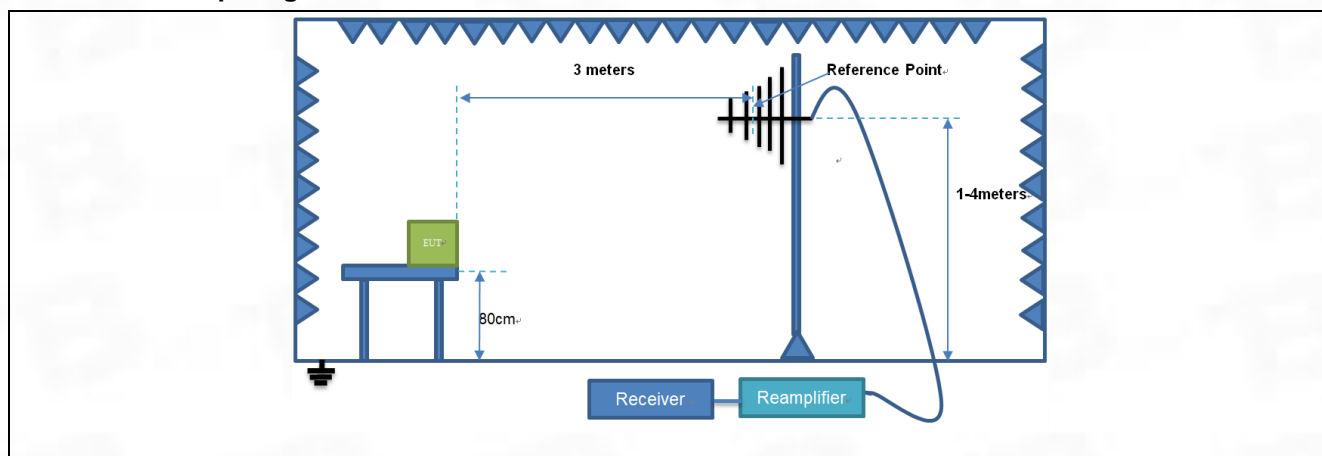 3 meters
Reference Point
1-4meters
EUT
80cm
Receiver
Reamplifier